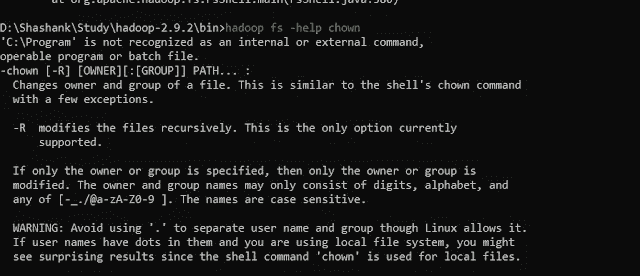 at org.apache.hadoop.fs.FsShell.main(FsShell.java:380)
D:\Shashank\Study\hadoop-2.9.2\bin>hadoop fs -help chown
'C:\Program' is not recognized as an internal or external command,
operable program or batch file.
-chown [-R] [OWNER][:[GROUP]] PATH... :
Changes owner and group of a file. This is similar to the shell's chown command
with a few exceptions.
-R  modifies the files recursively. This is the only option currently
supported.
If only the owner or group is specified, then only the owner or group is
modified. The owner and group names may only consist of digits, alphabet, and
any of [-_./@a-zA-Z0-9 ]. The names are case sensitive.
WARNING: Avoid using '.' to separate user name and group though Linux allows it.
If user names have dots in them and you are using local file system, you might
see surprising results since the shell command 'chown' is used for local files.